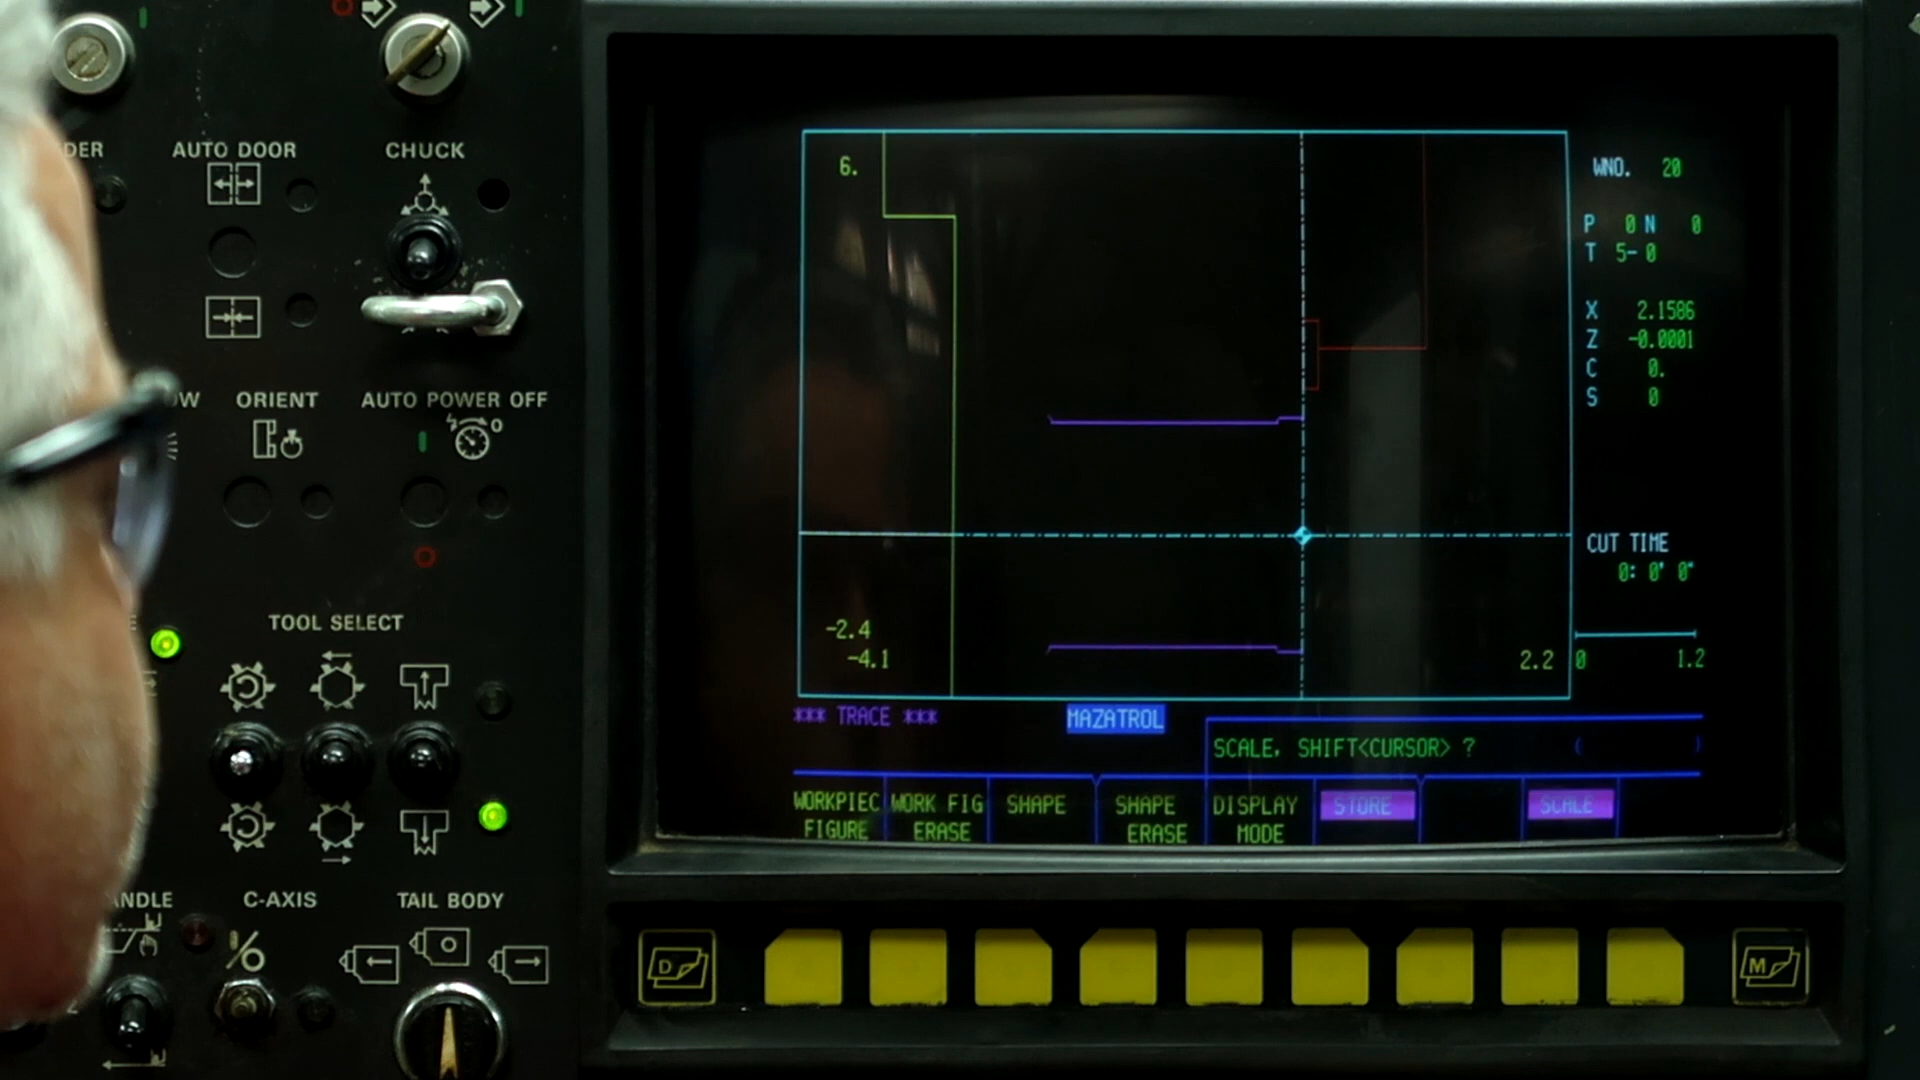 DER
AUTO DOOR
CHUCK
OW
ORIENT
AUTO POWER OFF
TOOL SELECT
ANDLE
C-AXIS
TAIL BODY
6.
-2.4
-4.1
2.2
WNO. 20
P 0 N 0
T 5- 0
X 2.1586
Z -0.0001
C 0.
S 0
CUT TIME
0: 0' 0"
0 1.2
*** TRACE ***
MAZATROL
SCALE, SHIFT<CURSOR> ? ( )
WORKPIEC FIGURE
WORK FIG ERASE
SHAPE
SHAPE ERASE
DISPLAY MODE
STORE
SCALE
D
M